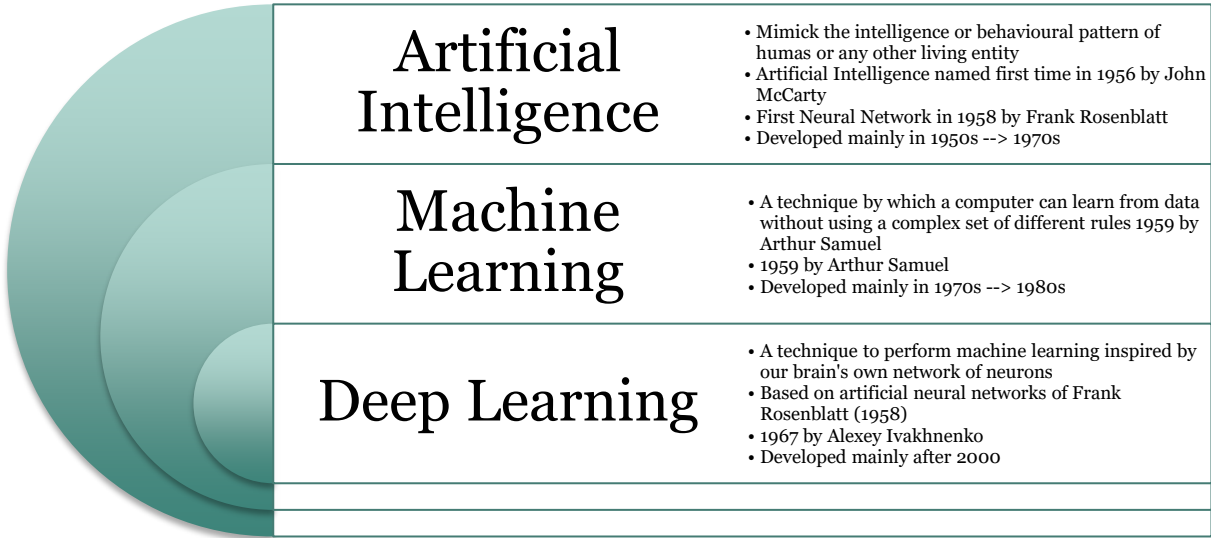 Artificial
Intelligence
• Mimick the intelligence or behavioural pattern of
humas or any other living entity
• Artificial Intelligence named first time in 1956 by John
McCarty
• First Neural Network in 1958 by Frank Rosenblatt
• Developed mainly in 1950s --> 1970s
Machine
Learning
• A technique by which a computer can learn from data
without using a complex set of different rules 1959 by
Arthur Samuel
• 1959 by Arthur Samuel
• Developed mainly in 1970s --> 1980s
Deep Learning
• A technique to perform machine learning inspired by
our brain's own network of neurons
• Based on artificial neural networks of Frank
Rosenblatt (1958)
• 1967 by Alexey Ivakhnenko
• Developed mainly after 2000